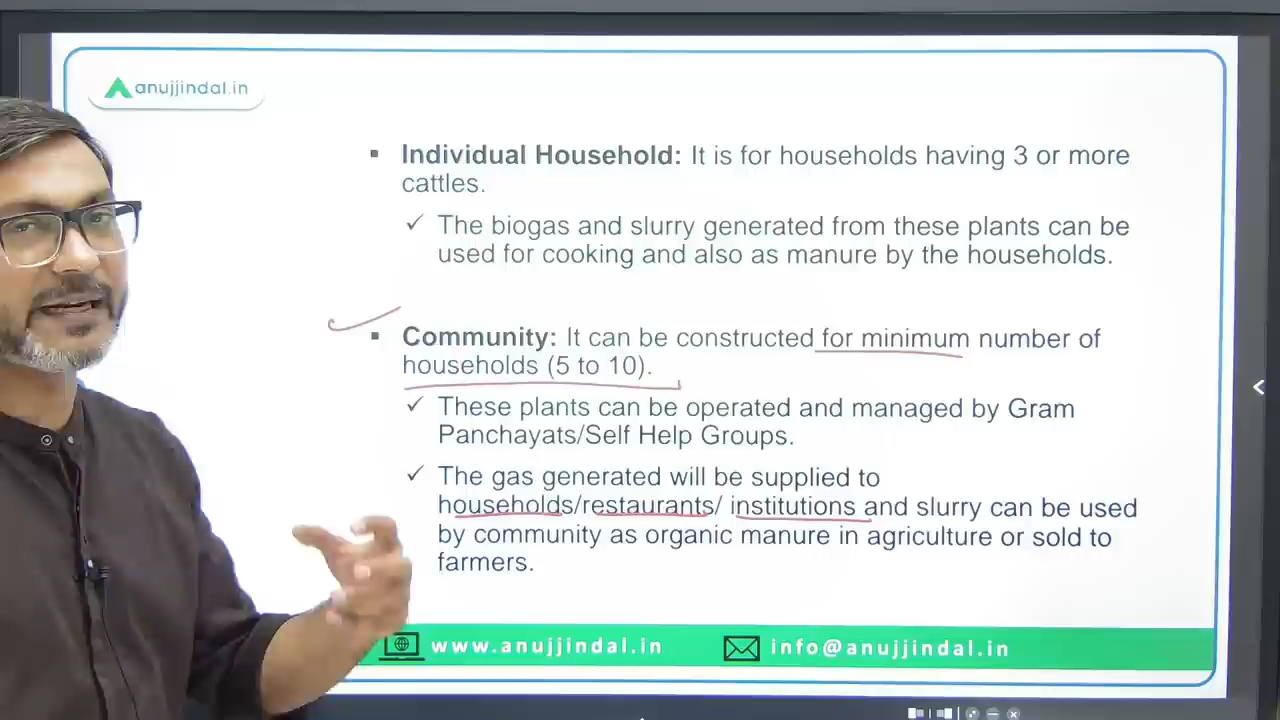 anujjindal.in
▪ Individual Household: It is for households having 3 or more
cattles.
✓ The biogas and slurry generated from these plants can be
used for cooking and also as manure by the households.
▪ Community: It can be constructed for minimum number of
households (5 to 10).
✓ These plants can be operated and managed by Gram
Panchayats/Self Help Groups.
✓ The gas generated will be supplied to
households/restaurants/ institutions and slurry can be used
by community as organic manure in agriculture or sold to
farmers.
www.anujjindal.in info@anujjindal.in